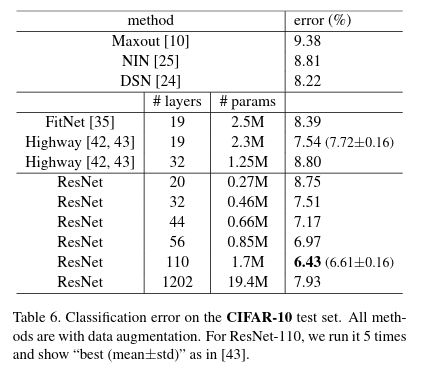 method error (%)
Maxout [10] 9.38
NIN [25] 8.81
DSN [24] 8.22
# layers # params
FitNet [35] 19 2.5M 8.39
Highway [42, 43] 19 2.3M 7.54 (7.72±0.16)
Highway [42, 43] 32 1.25M 8.80
ResNet 20 0.27M 8.75
ResNet 32 0.46M 7.51
ResNet 44 0.66M 7.17
ResNet 56 0.85M 6.97
ResNet 110 1.7M 6.43 (6.61±0.16)
ResNet 1202 19.4M 7.93
Table 6. Classification error on the CIFAR-10 test set. All meth-
ods are with data augmentation. For ResNet-110, we run it 5 times
and show “best (mean±std)” as in [43].